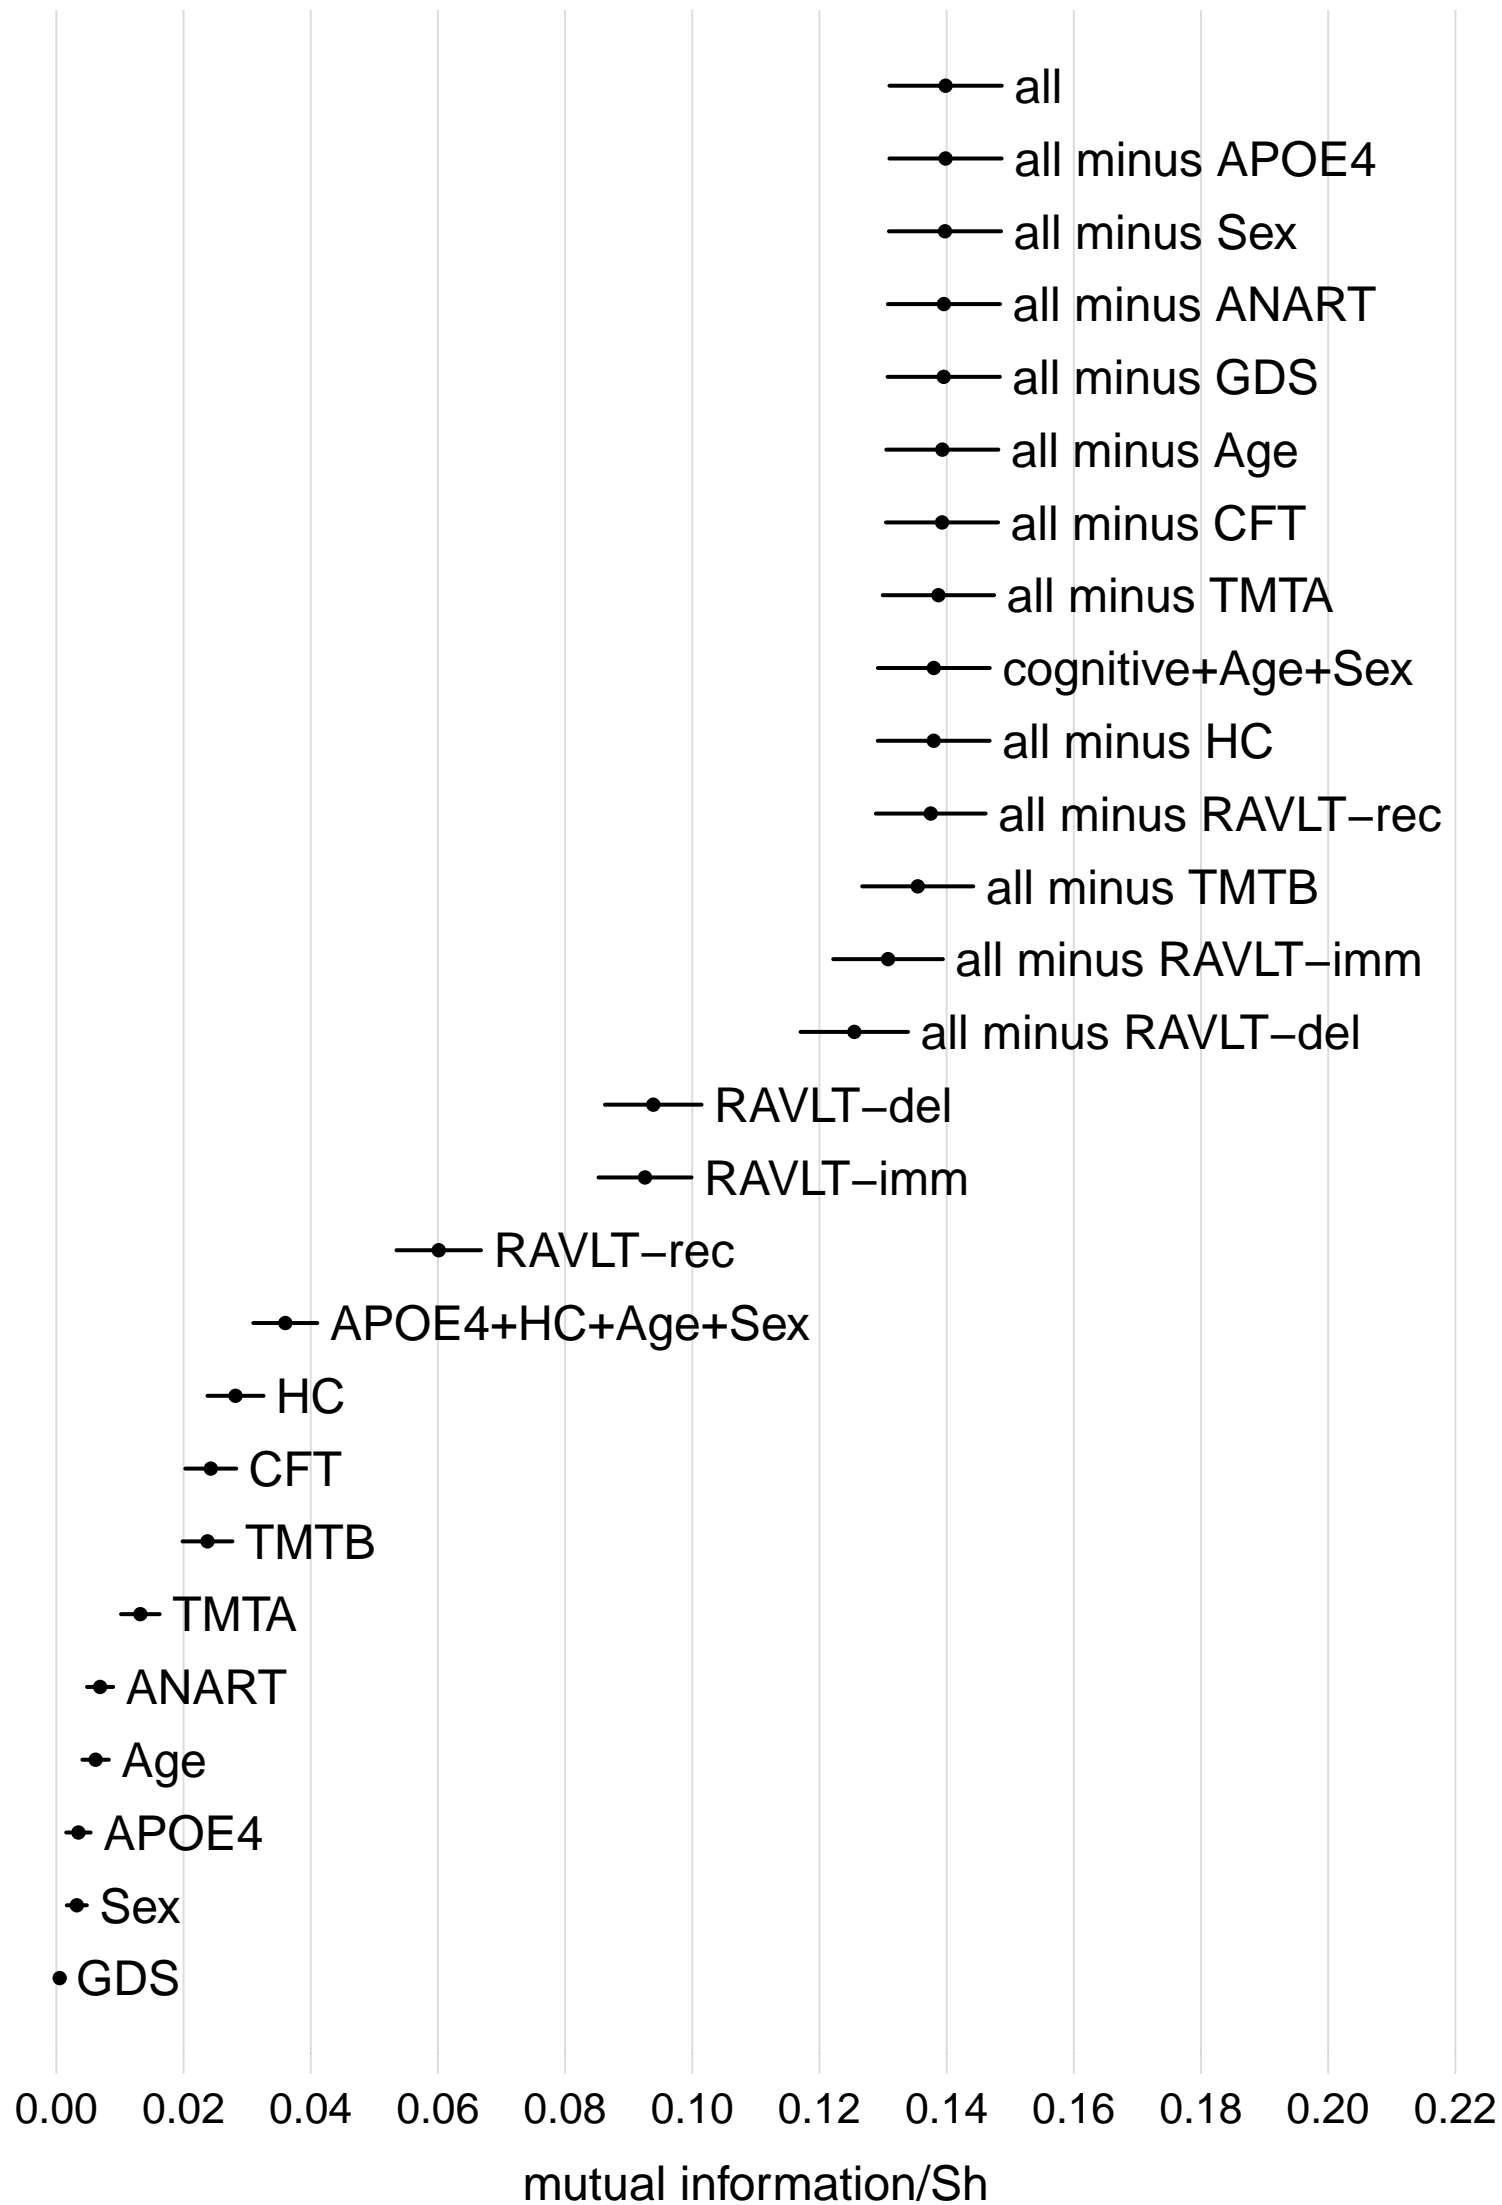 all
all minus APOE4
all minus Sex
all minus ANART
all minus GDS
all minus Age
all minus CFT
all minus TMTA
cognitive+Age+Sex
all minus HC
all minus RAVLT−rec
all minus TMTB
all minus RAVLT−imm
all minus RAVLT−del
RAVLT−del
RAVLT−imm
RAVLT−rec
APOE4+HC+Age+Sex
HC
CFT
TMTB
TMTA
ANART
Age
APOE4
Sex
GDS
0.00 0.02 0.04 0.06 0.08 0.10 0.12 0.14 0.16 0.18 0.20 0.22
mutual information/Sh